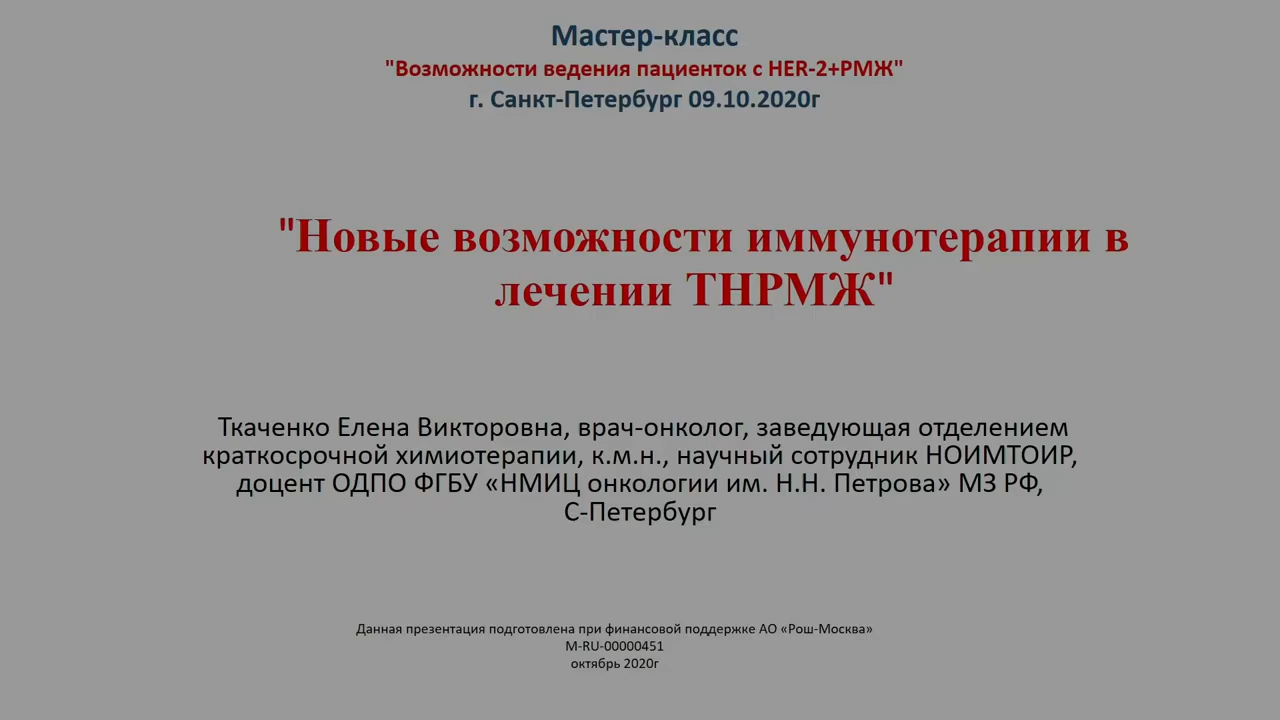 Мастер-класс
"Возможности ведения пациенток с HER-2+РМЖ"
г. Санкт-Петербург 09.10.2020г
"Новые возможности иммунотерапии в
лечении ТНРМЖ"
Ткаченко Елена Викторовна, врач-онколог, заведующая отделением
краткосрочной химиотерапии, к.м.н., научный сотрудник НОИМТОИР,
доцент ОДПО ФГБУ «НМИЦ онкологии им. Н.Н. Петрова» МЗ РФ,
С-Петербург
Данная презентация подготовлена при финансовой поддержке АО «Рош-Москва»
M-RU-00000451
октябрь 2020г